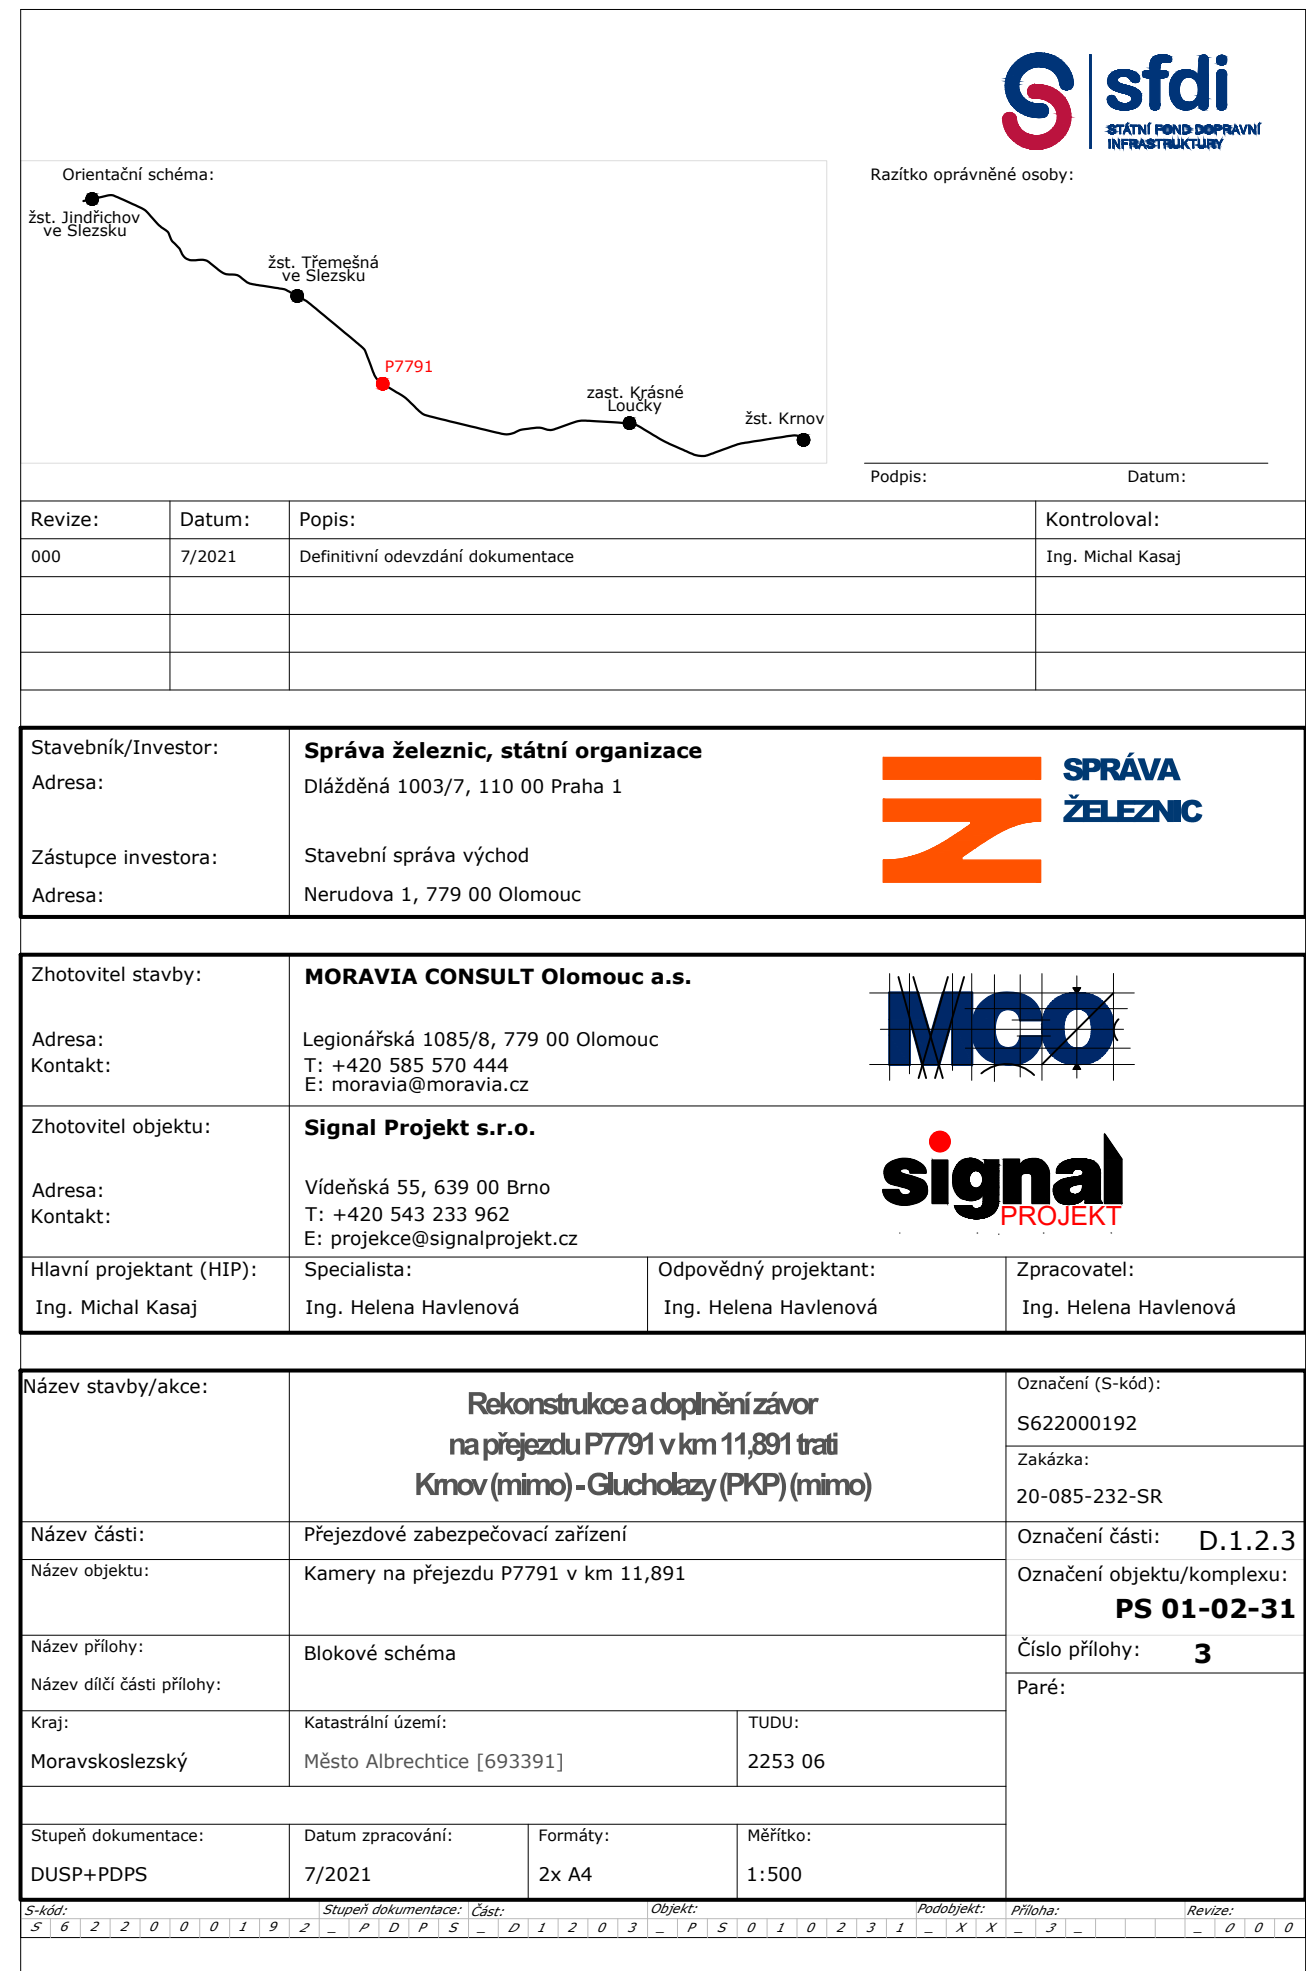 sfdi
STÁTNÍ FOND DOPRAVNÍ
INFRASTRUKTURY
Orientační schéma:
Razítko oprávněné osoby:
žst. Jindřichov
ve Slezsku
žst. Třemešná
ve Slezsku
P7791
zast. Krásné
Loučky
žst. Krnov
Podpis: Datum:
Revize: Datum: Popis: Kontroloval:
000 7/2021 Definitivní odevzdání dokumentace Ing. Michal Kasaj
Stavebník/Investor: Správa železnic, státní organizace
Adresa: Dlážděná 1003/7, 110 00 Praha 1
SPRÁVA
ŽELEZNIC
Zástupce investora: Stavební správa východ
Adresa: Nerudova 1, 779 00 Olomouc
Zhotovitel stavby: MORAVIA CONSULT Olomouc a.s.
MCO
Adresa: Legionářská 1085/8, 779 00 Olomouc
Kontakt: T: +420 585 570 444
E: moravia@moravia.cz
Zhotovitel objektu: Signal Projekt s.r.o.
signal
PROJEKT
Adresa: Vídeňská 55, 639 00 Brno
Kontakt: T: +420 543 233 962
E: projekce@signalprojekt.cz
Hlavní projektant (HIP): Specialista: Odpovědný projektant: Zpracovatel:
Ing. Michal Kasaj Ing. Helena Havlenová Ing. Helena Havlenová Ing. Helena Havlenová
Název stavby/akce:
Rekonstrukce a doplnění závor
na přejezdu P7791 v km 11,891 trati
Krnov (mimo) - Glucholazy (PKP) (mimo)
Označení (S-kód):
S622000192
Zakázka:
20-085-232-SR
Název části: Přejezdové zabezpečovací zařízení Označení části: D.1.2.3
Název objektu: Kamery na přejezdu P7791 v km 11,891 Označení objektu/komplexu:
PS 01-02-31
Název přílohy: Blokové schéma Číslo přílohy: 3
Název dílčí části přílohy: Paré:
Kraj: Katastrální území: TUDU:
Moravskoslezský Město Albrechtice [693391] 2253 06
Stupeň dokumentace: Datum zpracování: Formáty: Měřítko:
DUSP+PDPS 7/2021 2x A4 1:500
S-kód: Stupeň dokumentace: Část: Objekt: Podobjekt: Příloha: Revize:
S 6 2 2 0 0 0 1 9 2 _ P D P S _ D 1 2 0 3 _ P S 0 1 0 2 3 1 _ X X _ 3 _ _ 0 0 0